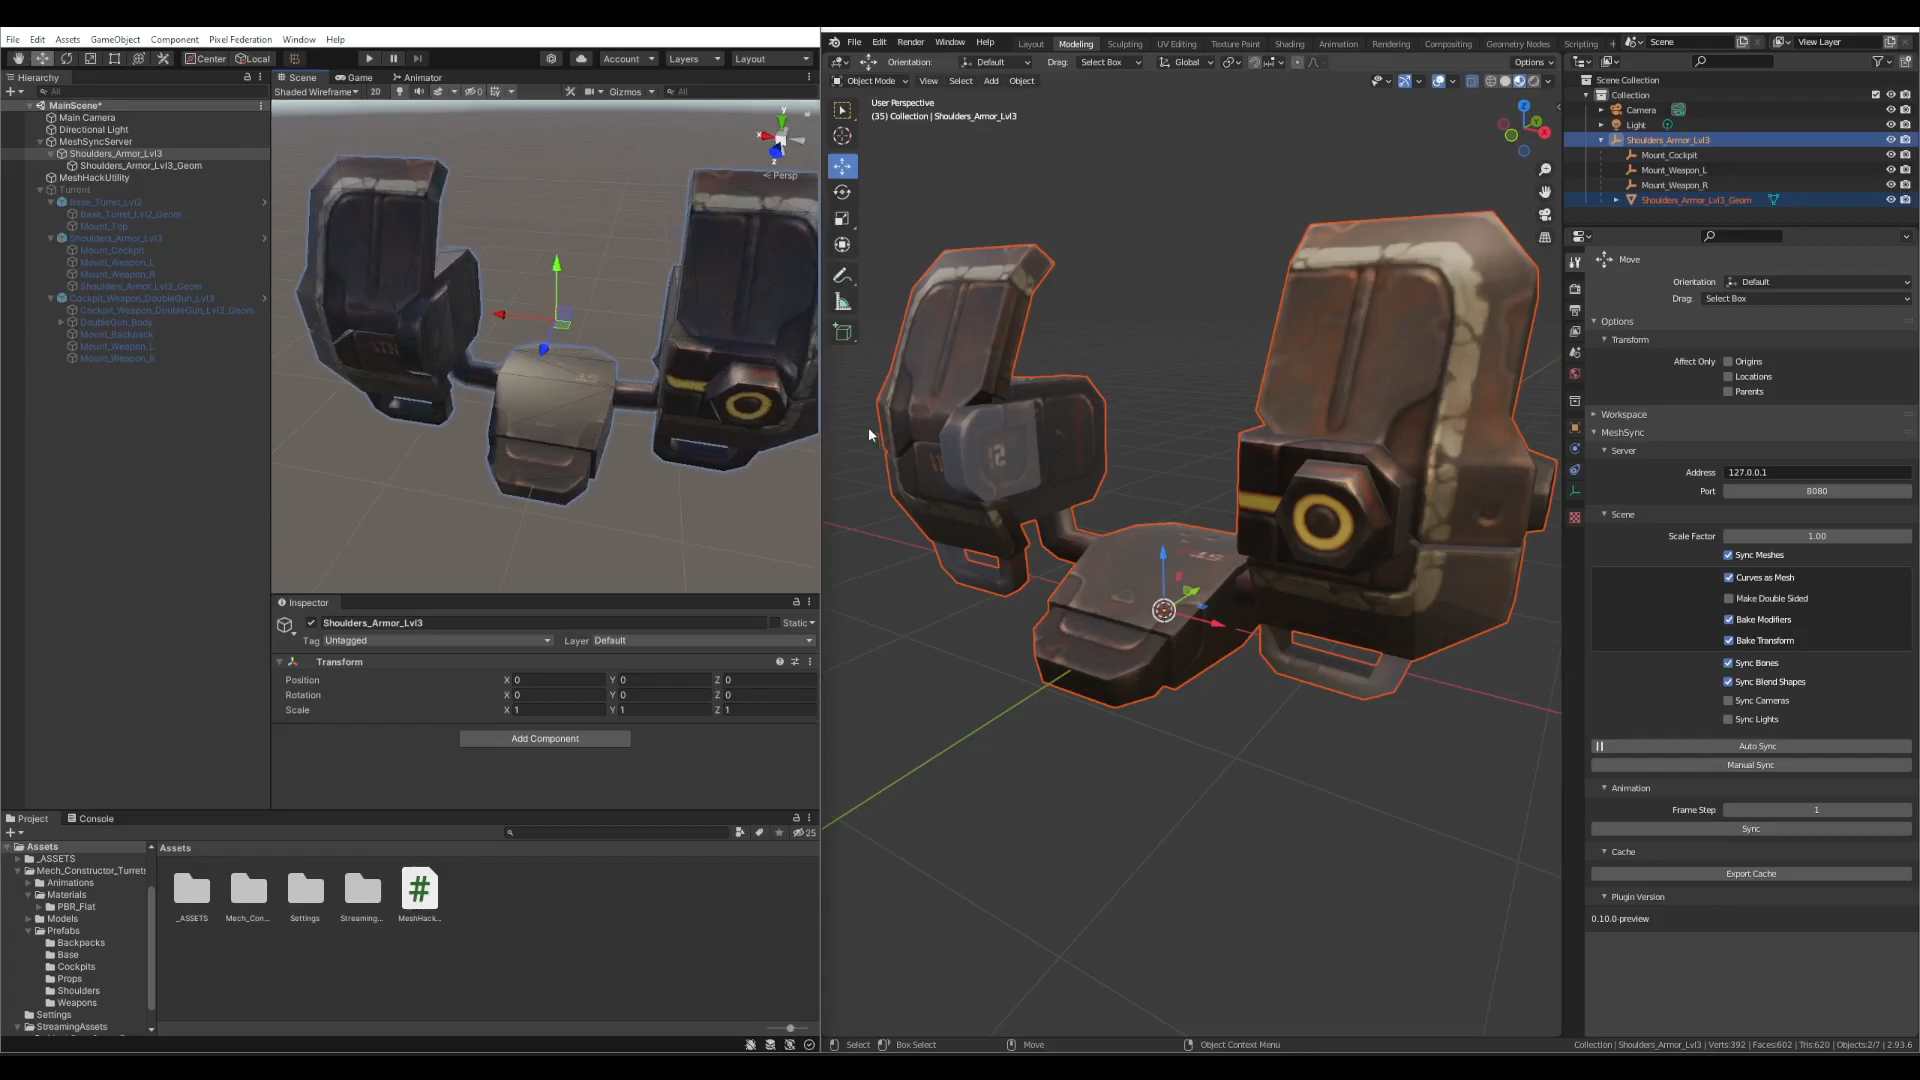 File Edit Assets GameObject Component Pixel Federation Window Help
Center Local Account Layers Layout
Hierarchy
All
MainScene*
Main Camera
Directional Light
MeshSyncServer
Shoulders_Armor_Lvl3
Shoulders_Armor_Lvl3_Geom
MeshHackUtility
Turrent
Base_Turret_Lvl2
Base_Turret_Lvl2_Geom
Mount_Top
Shoulders_Armor_Lvl3
Mount_Cockpit
Mount_Weapon_L
Mount_Weapon_R
Shoulders_Armor_Lvl3_Geom
Cockpit_Weapon_DoubleGun_Lvl3
Cockpit_Weapon_DoubleGun_Lvl3_Geom
DoubleGun_Body
Mount_Backpack
Mount_Weapon_L
Mount_Weapon_R
Scene Game Animator
Shaded Wireframe 2D 0 Gizmos All
y
x
z
Persp
Inspector
Shoulders_Armor_Lvl3 Static
Tag Untagged Layer Default
Transform
Position X 0 Y 0 Z 0
Rotation X 0 Y 0 Z 0
Scale X 1 Y 1 Z 1
Add Component
Project Console
25
Assets
_ASSETS
Mech_Constructor_Turrets
Animations
Materials
PBR_Flat
Models
Prefabs
Backpacks
Base
Cockpits
Props
Shoulders
Weapons
Settings
StreamingAssets
Assets
_ASSETS Mech_Con... Settings Streaming... MeshHack...
#
File Edit Render Window Help Layout Modeling Sculpting UV Editing Texture Paint Shading Animation Rendering Compositing Geometry Nodes Scripting + Scene View Layer
Orientation: Default Drag: Select Box Global Options
Object Mode View Select Add Object
User Perspective
(35) Collection | Shoulders_Armor_Lvl3
Z
Y
X
12
Scene Collection
Collection
Camera
Light
Shoulders_Armor_Lvl3
Mount_Cockpit
Mount_Weapon_L
Mount_Weapon_R
Shoulders_Armor_Lvl3_Geom
Move
Orientation Default
Drag: Select Box
Options
Transform
Affect Only Origins
Locations
Parents
Workspace
MeshSync
Server
Address 127.0.0.1
Port 8080
Scene
Scale Factor 1.00
Sync Meshes
Curves as Mesh
Make Double Sided
Bake Modifiers
Bake Transform
Sync Bones
Sync Blend Shapes
Sync Cameras
Sync Lights
Auto Sync
Manual Sync
Animation
Frame Step 1
Sync
Cache
Export Cache
Plugin Version
0.10.0-preview
Select Box Select Move Object Context Menu Collection | Shoulders_Armor_Lvl3 | Verts:392 | Faces:602 | Tris:620 | Objects:2/7 | 2.93.6